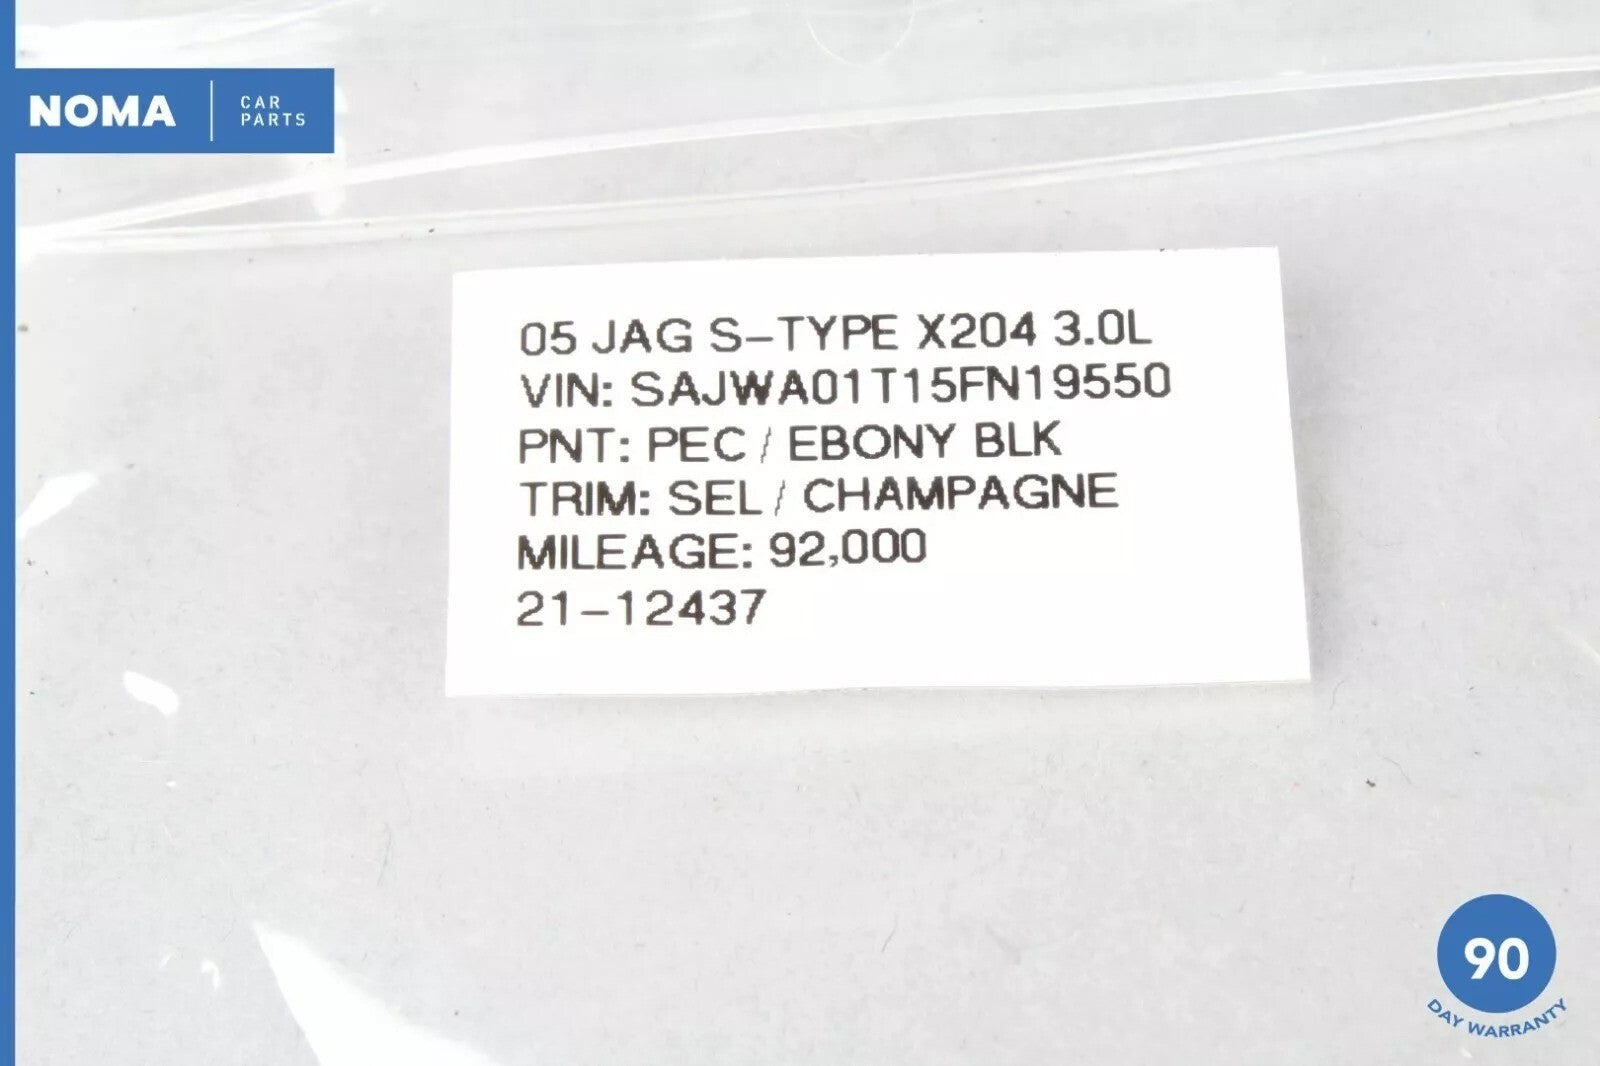 NOMA
CAR
PARTS
05 JAG S-TYPE X204 3.0L
VIN: SAJWA01T15FN19550
PNT: PEC / EBONY BLK
TRIM: SEL / CHAMPAGNE
MILEAGE: 92,000
21-12437
90
DAY WARRANTY